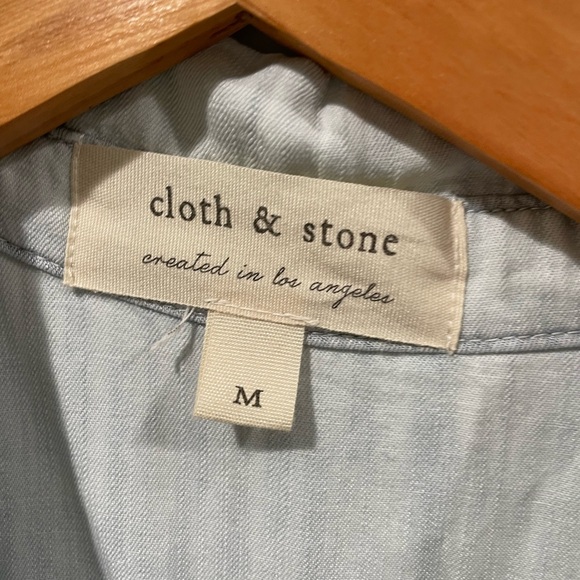 cloth & stone
created in los angeles
M